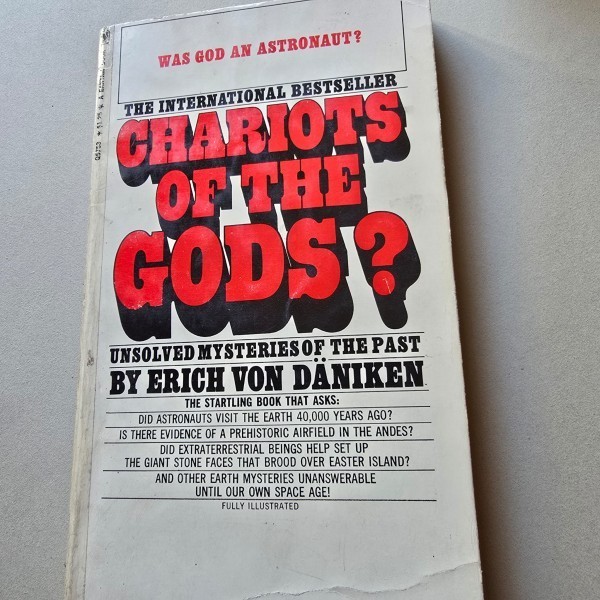 WAS GOD AN ASTRONAUT?
THE INTERNATIONAL BESTSELLER
CHARIOTS
OF THE
GODS?
UNSOLVED MYSTERIES OF THE PAST
BY ERICH VON DÄNIKEN
THE STARTLING BOOK THAT ASKS:
DID ASTRONAUTS VISIT THE EARTH 40,000 YEARS AGO?
IS THERE EVIDENCE OF A PREHISTORIC AIRFIELD IN THE ANDES?
DID EXTRATERRESTRIAL BEINGS HELP SET UP
THE GIANT STONE FACES THAT BROOD OVER EASTER ISLAND?
AND OTHER EARTH MYSTERIES UNANSWERABLE
UNTIL OUR OWN SPACE AGE!
FULLY ILLUSTRATED